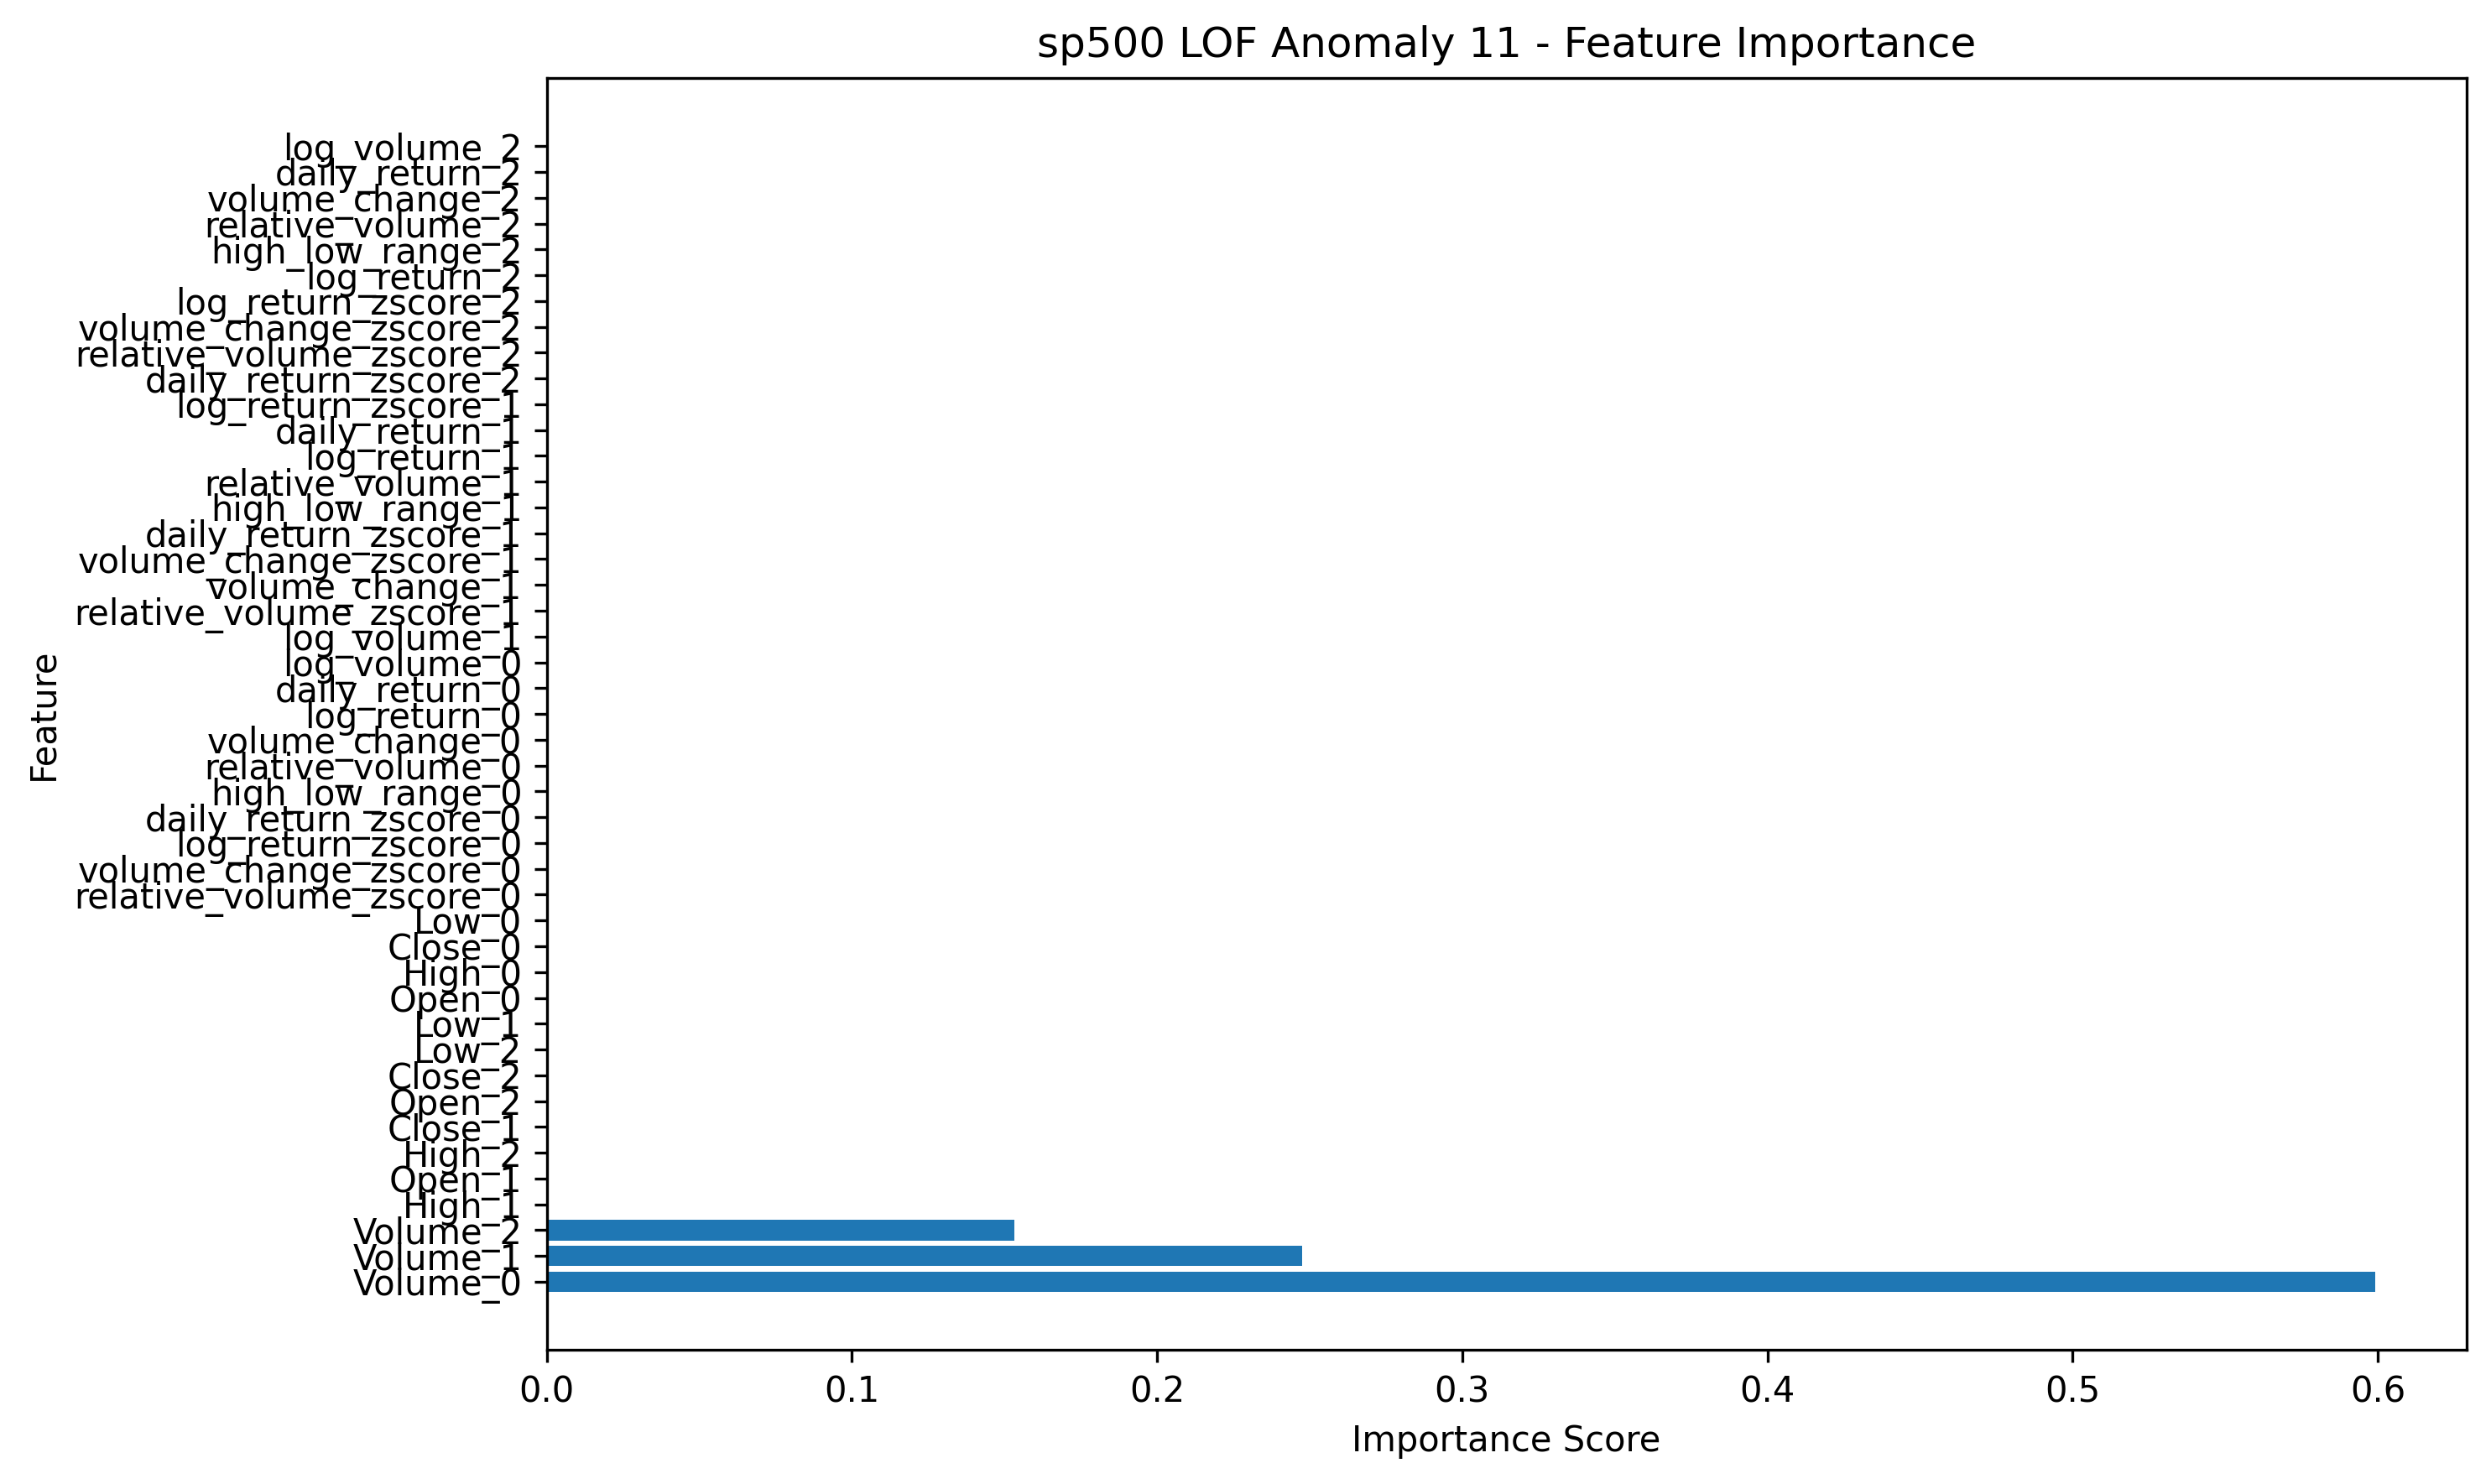 sp500 LOF Anomaly 11 - Feature Importance
log_volume_2
daily_return_2
volume_change_2
relative_volume_2
high_low_range_2
log_return_2
log_return_zscore_2
volume_change_zscore_2
relative_volume_zscore_2
daily_return_zscore_2
log_return_zscore_1
daily_return_1
log_return_1
relative_volume_1
high_low_range_1
daily_return_zscore_1
volume_change_zscore_1
volume_change_1
relative_volume_zscore_1
log_volume_1
log_volume_0
daily_return_0
log_return_0
volume_change_0
relative_volume_0
high_low_range_0
daily_return_zscore_0
log_return_zscore_0
volume_change_zscore_0
relative_volume_zscore_0
Low_0
Close_0
High_0
Open_0
Low_1
Low_2
Close_2
Open_2
Close_1
High_2
Open_1
High_1
Volume_2
Volume_1
Volume_0
Feature
0.0 0.1 0.2 0.3 0.4 0.5 0.6
Importance Score